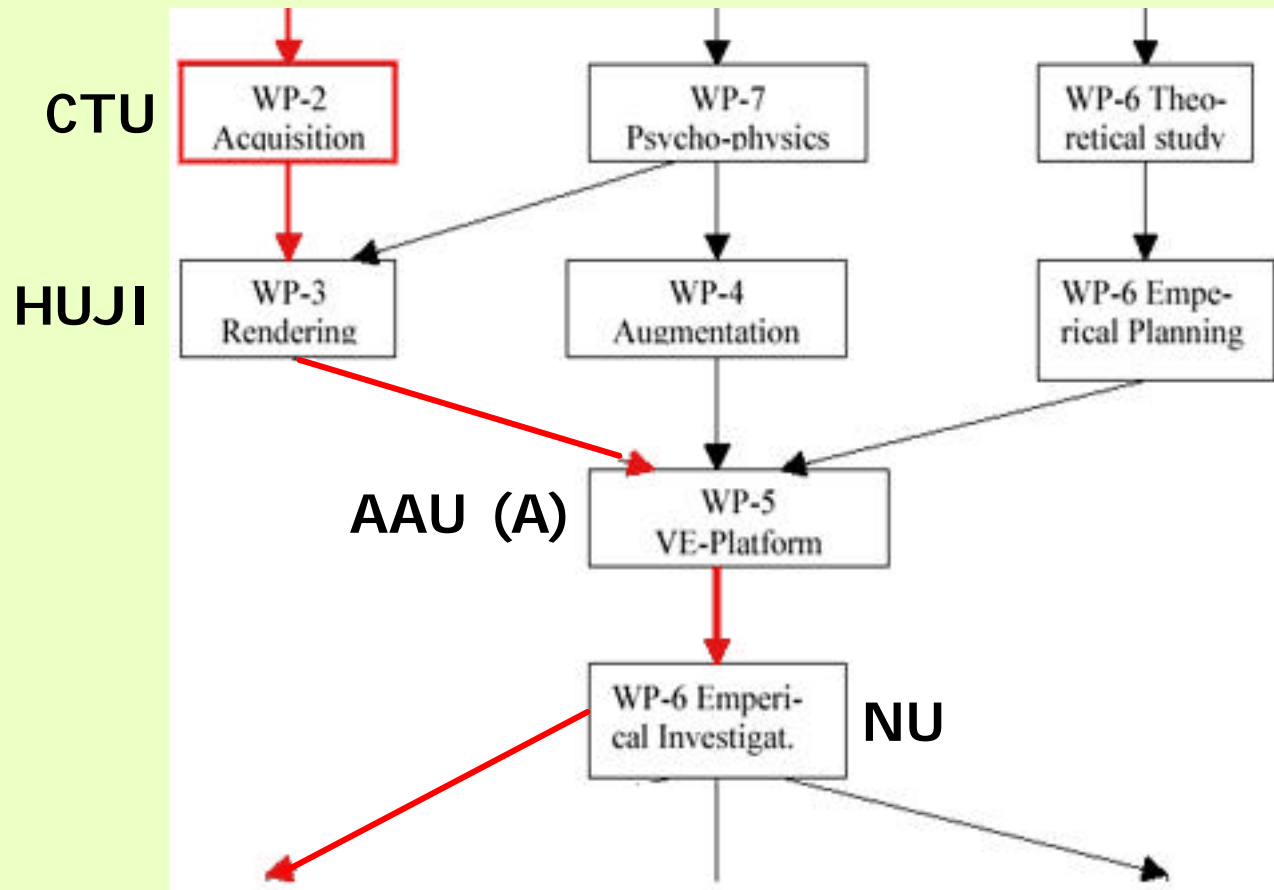 CTU
WP-2
Acquisition
WP-7
Psycho-physics
WP-6 Theo-
retical study
HUJI
WP-3
Rendering
WP-4
Augmentation
WP-6 Empe-
rical Planning
AAU (A)
WP-5
VE-Platform
WP-6 Emperi-
cal Investigat.
NU